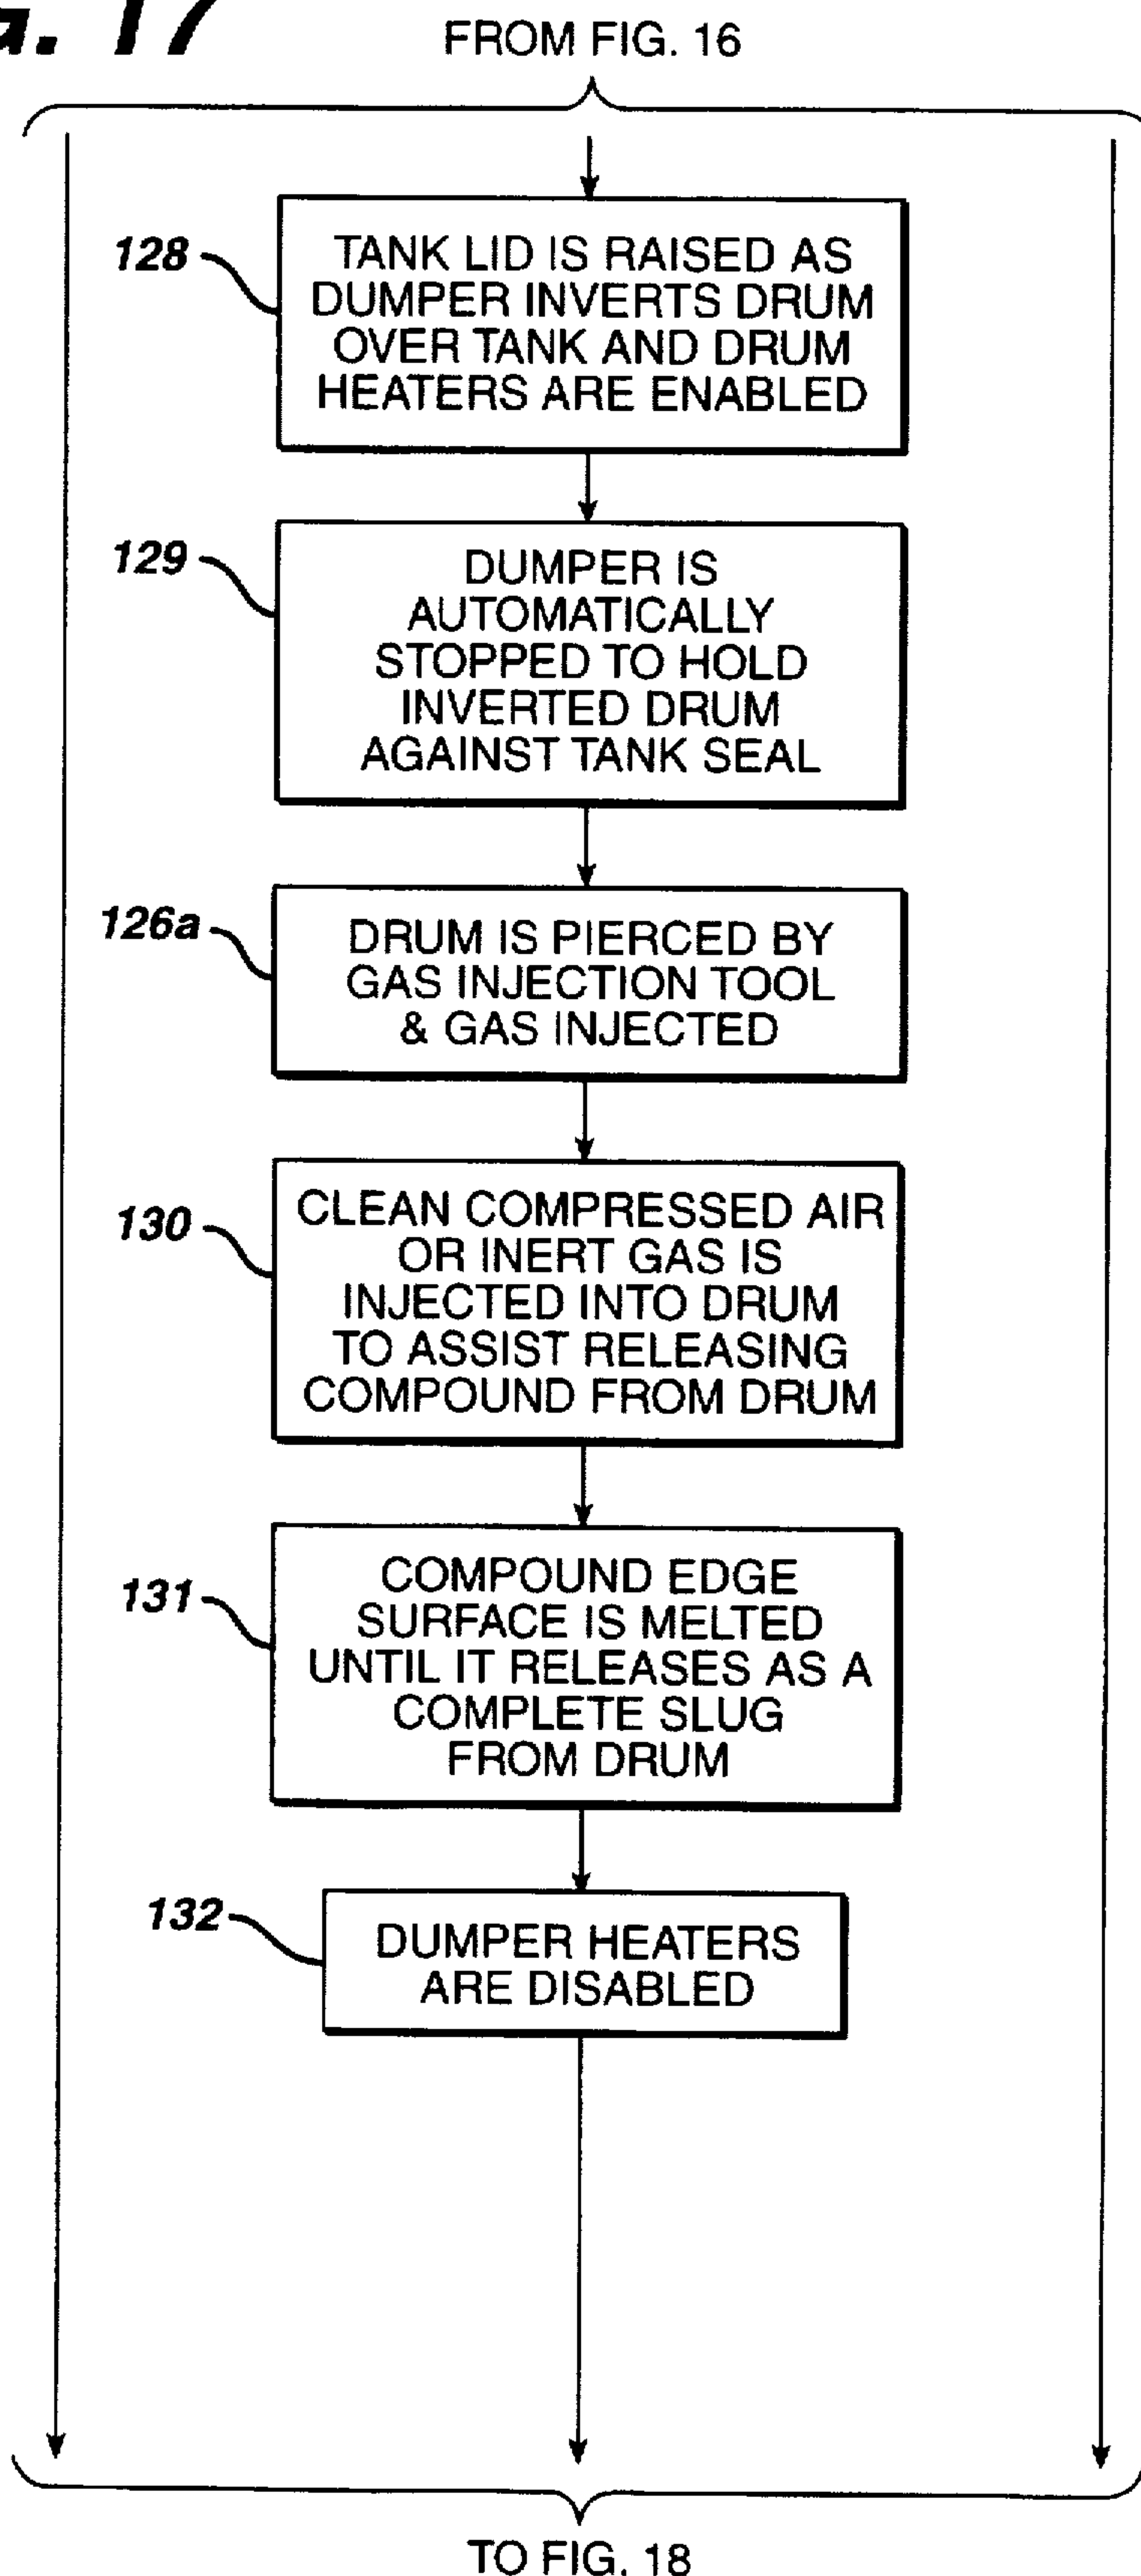 17
FROM FIG. 16
128
TANK LID IS RAISED AS
DUMPER INVERTS DRUM
OVER TANK AND DRUM
HEATERS ARE ENABLED
129
DUMPER IS
AUTOMATICALLY
STOPPED TO HOLD
INVERTED DRUM
AGAINST TANK SEAL
126a
DRUM IS PIERCED BY
GAS INJECTION TOOL
& GAS INJECTED
130
CLEAN COMPRESSED AIR
OR INERT GAS IS
INJECTED INTO DRUM
TO ASSIST RELEASING
COMPOUND FROM DRUM
131
COMPOUND EDGE
SURFACE IS MELTED
UNTIL IT RELEASES AS A
COMPLETE SLUG
FROM DRUM
132
DUMPER HEATERS
ARE DISABLED
TO FIG. 18